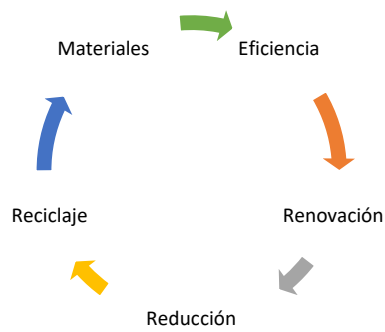 Materiales
Eficiencia
Renovación
Reducción
Reciclaje